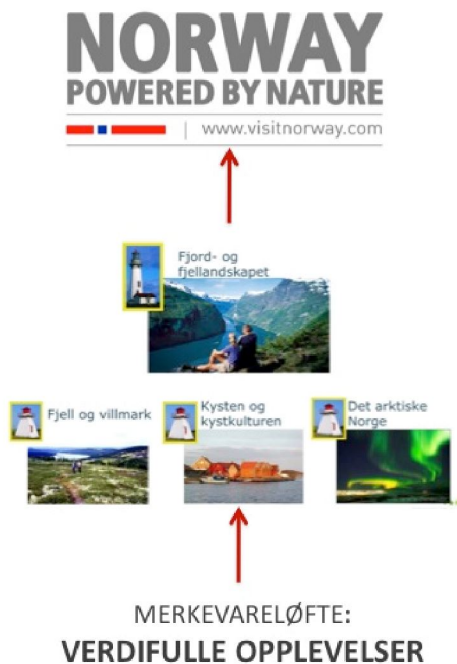 NORWAY
POWERED BY NATURE
| www.visitnorway.com
Fjord- og
fjellandskapet
Fjell og villmark
Kysten og
kystkulturen
Det arktiske
Norge
MERKEVARELØFTE:
VERDIFULLE OPPLEVELSER